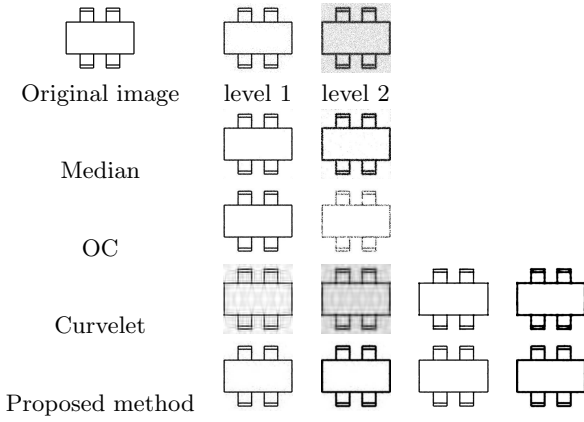 Original image level 1 level 2
Median
OC
Curvelet
Proposed method